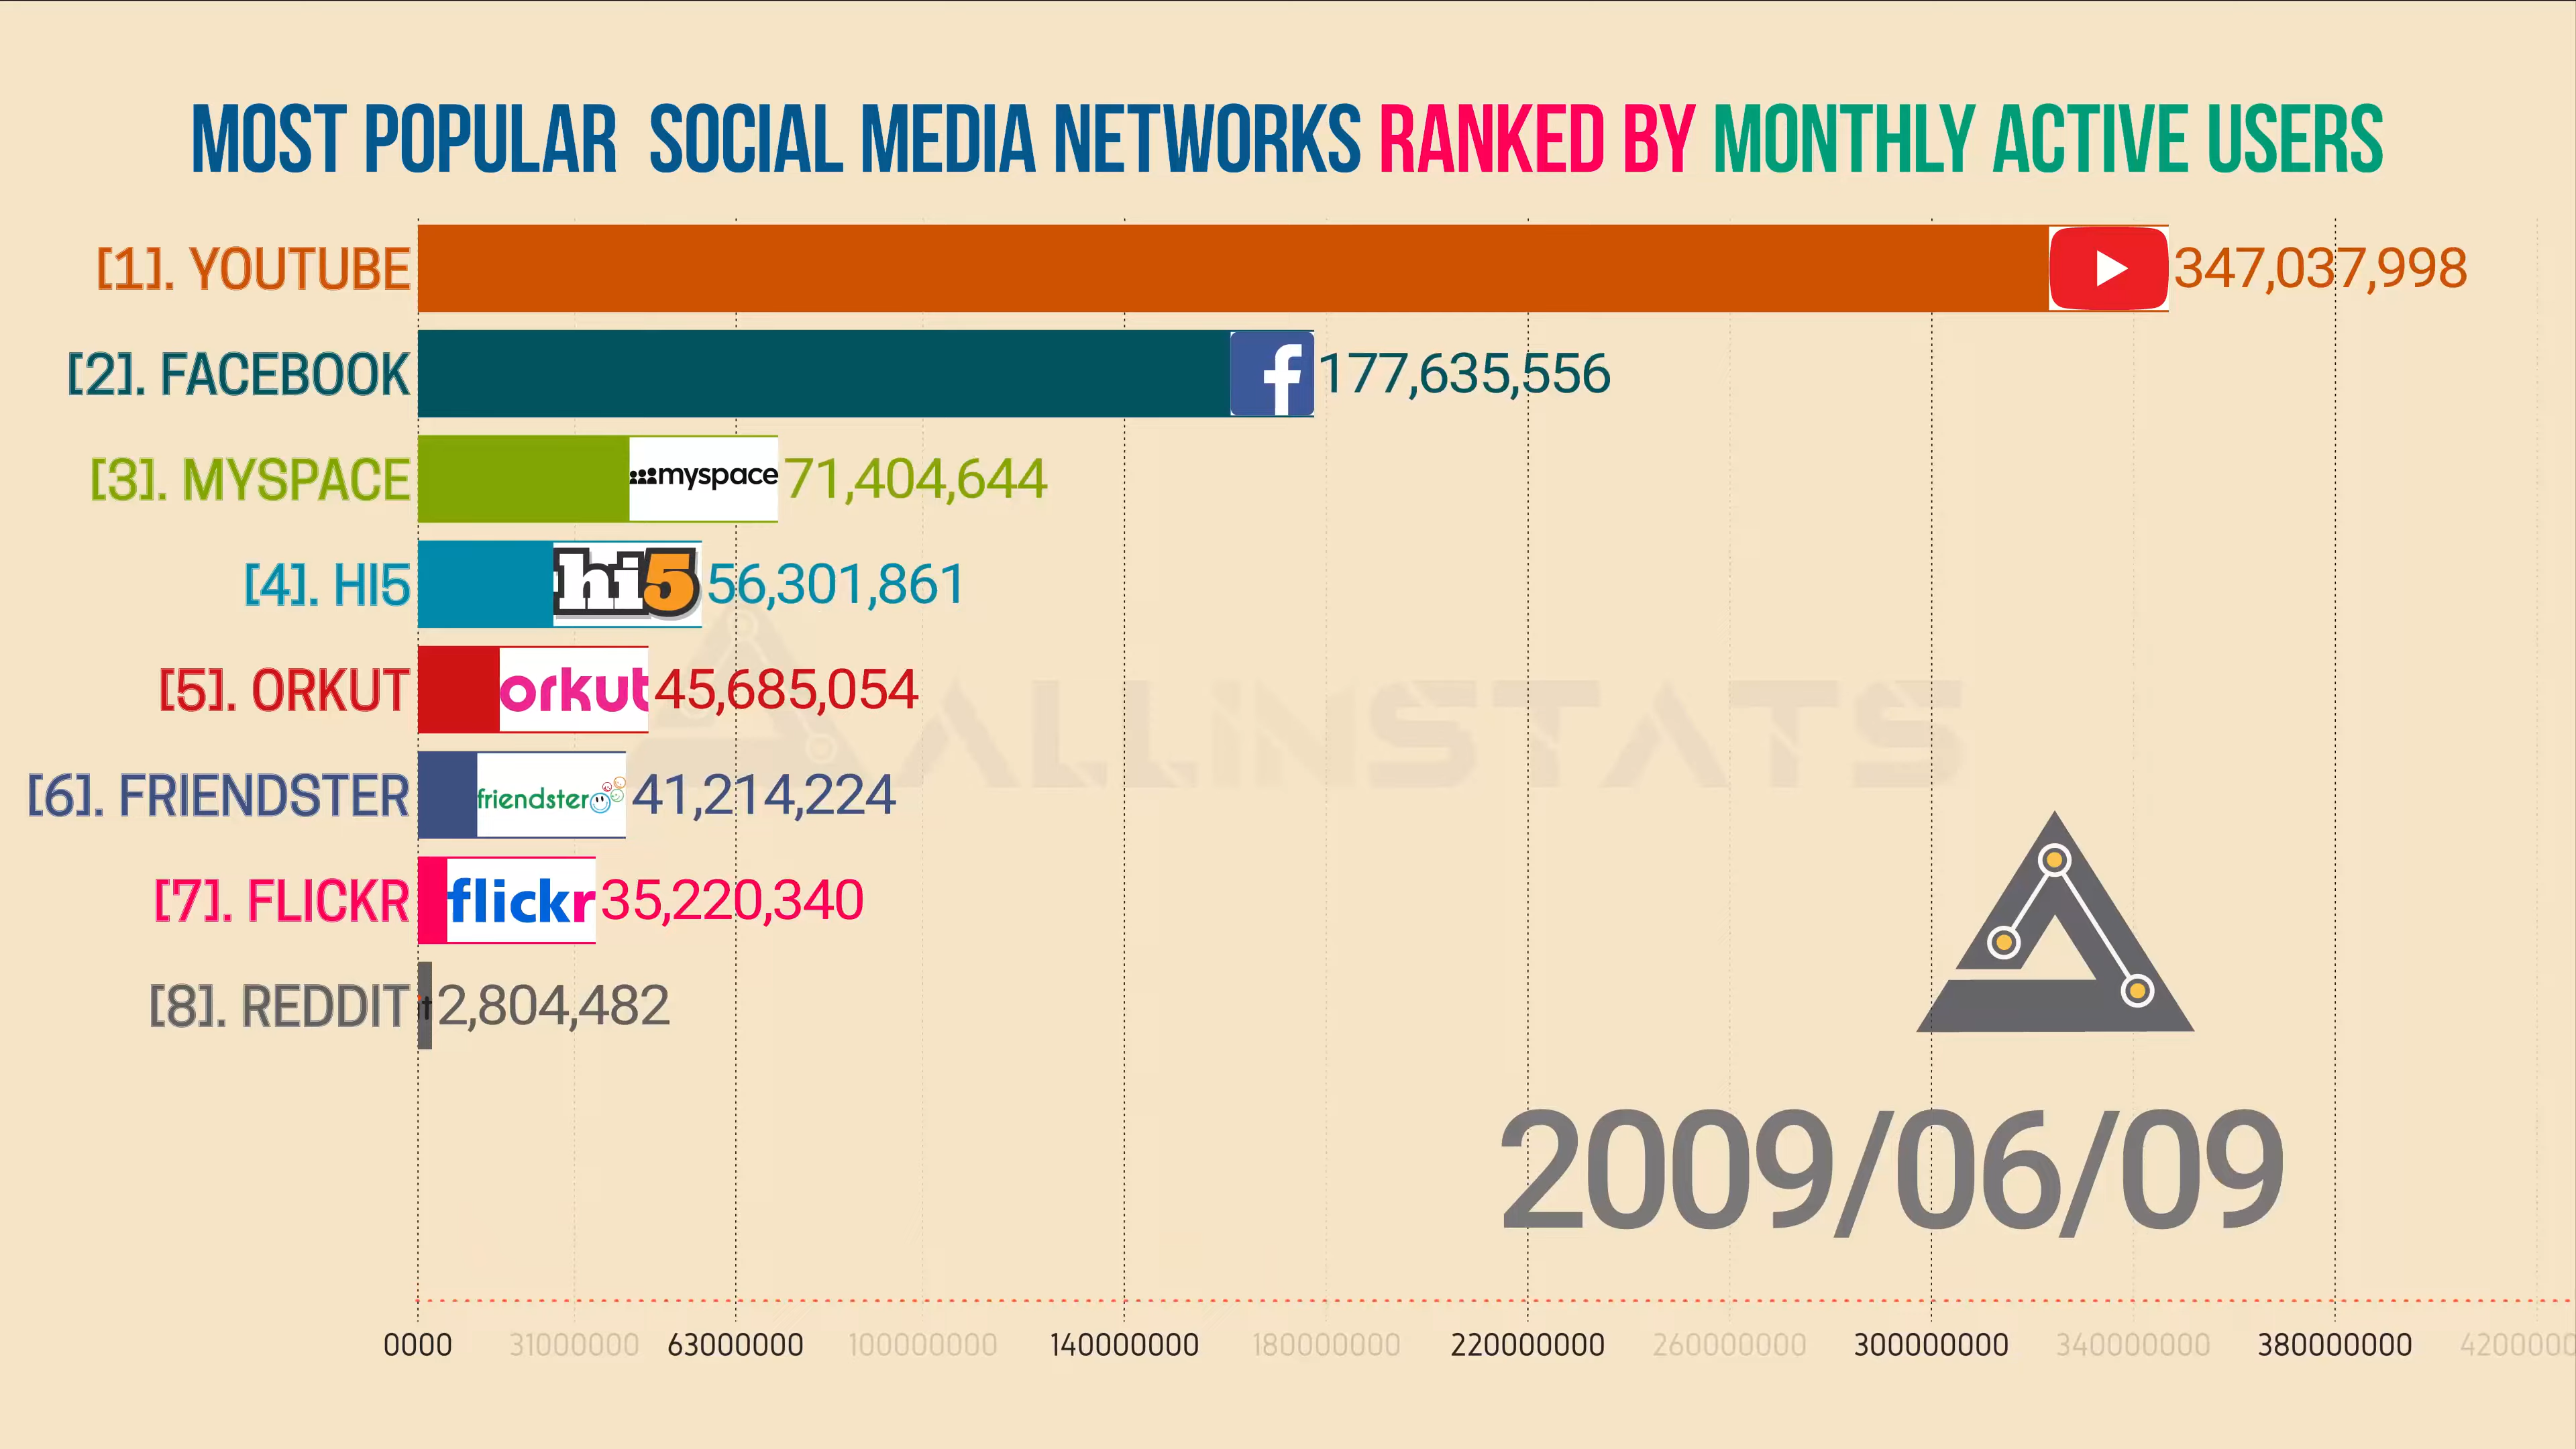 MOST POPULAR SOCIAL MEDIA NETWORKS RANKED BY MONTHLY ACTIVE USERS
[1]. YOUTUBE 347,037,998
[2]. FACEBOOK f 177,635,556
[3]. MYSPACE myspace 71,404,644
[4]. HI5 hi5 56,301,861
[5]. ORKUT orkut 45,685,054
[6]. FRIENDSTER friendster 41,214,224
[7]. FLICKR flickr 35,220,340
[8]. REDDIT 2,804,482
ALLINSTATS
2009/06/09
0000 31000000 63000000 100000000 140000000 180000000 220000000 260000000 300000000 340000000 380000000